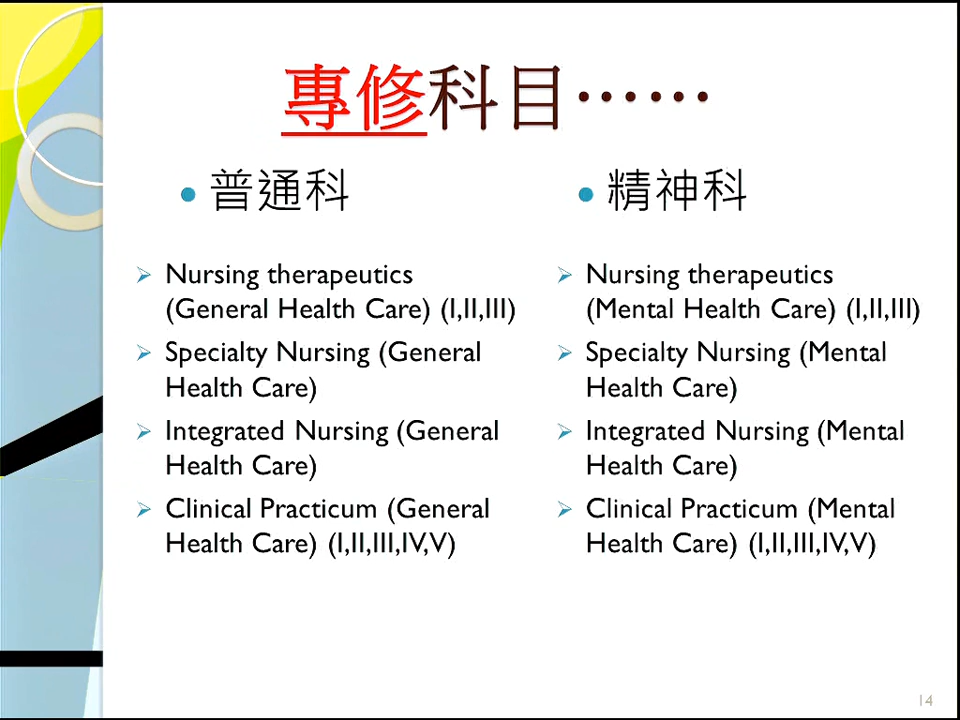 專修科目……
• 普通科
➢ Nursing therapeutics
(General Health Care) (I,II,III)
➢ Specialty Nursing (General
Health Care)
➢ Integrated Nursing (General
Health Care)
➢ Clinical Practicum (General
Health Care) (I,II,III,IV,V)
• 精神科
➢ Nursing therapeutics
(Mental Health Care) (I,II,III)
➢ Specialty Nursing (Mental
Health Care)
➢ Integrated Nursing (Mental
Health Care)
➢ Clinical Practicum (Mental
Health Care) (I,II,III,IV,V)
14